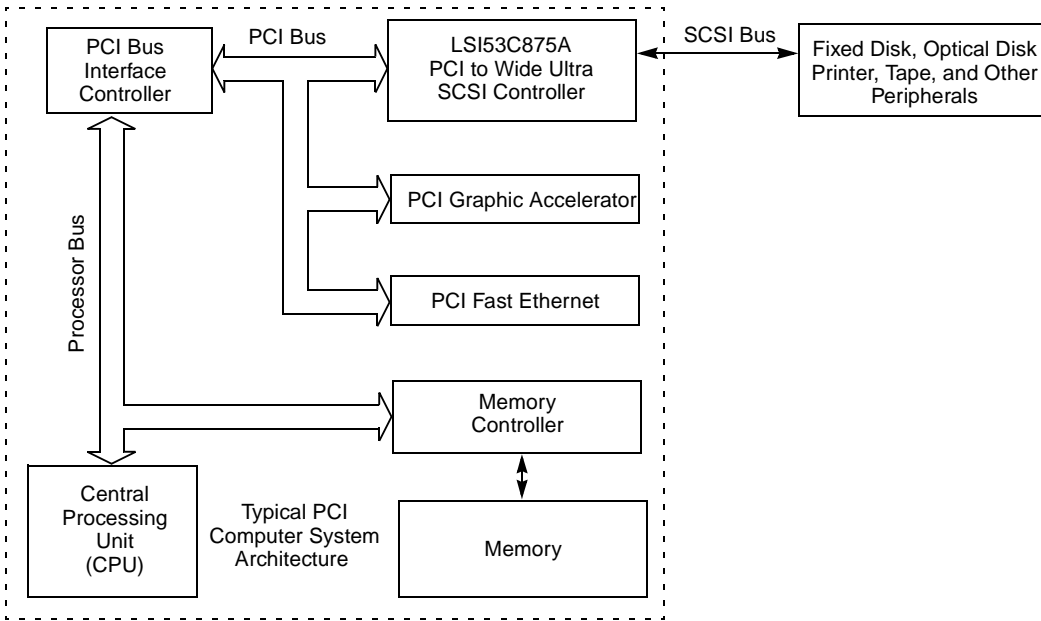 PCI Bus
Interface
Controller
PCI Bus
LSI53C875A
PCI to Wide Ultra
SCSI Controller
SCSI Bus
Fixed Disk, Optical Disk
Printer, Tape, and Other
Peripherals
PCI Graphic Accelerator
Processor Bus
PCI Fast Ethernet
Memory
Controller
Central
Processing
Unit
(CPU)
Typical PCI
Computer System
Architecture
Memory